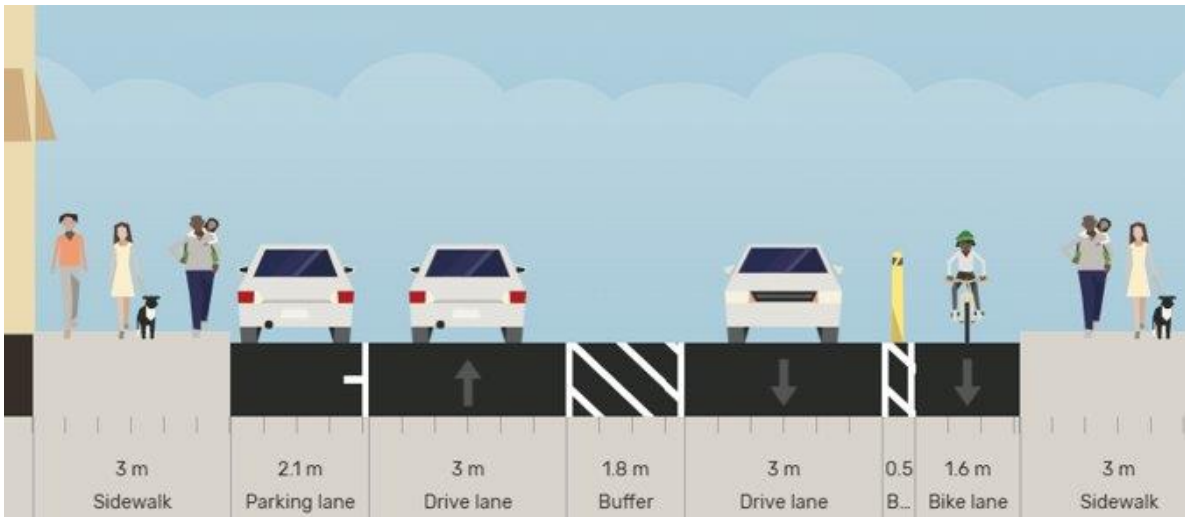 3 m
Sidewalk
2.1 m
Parking lane
3 m
Drive lane
1.8 m
Buffer
3 m
Drive lane
0.5
B...
1.6 m
Bike lane
3 m
Sidewalk